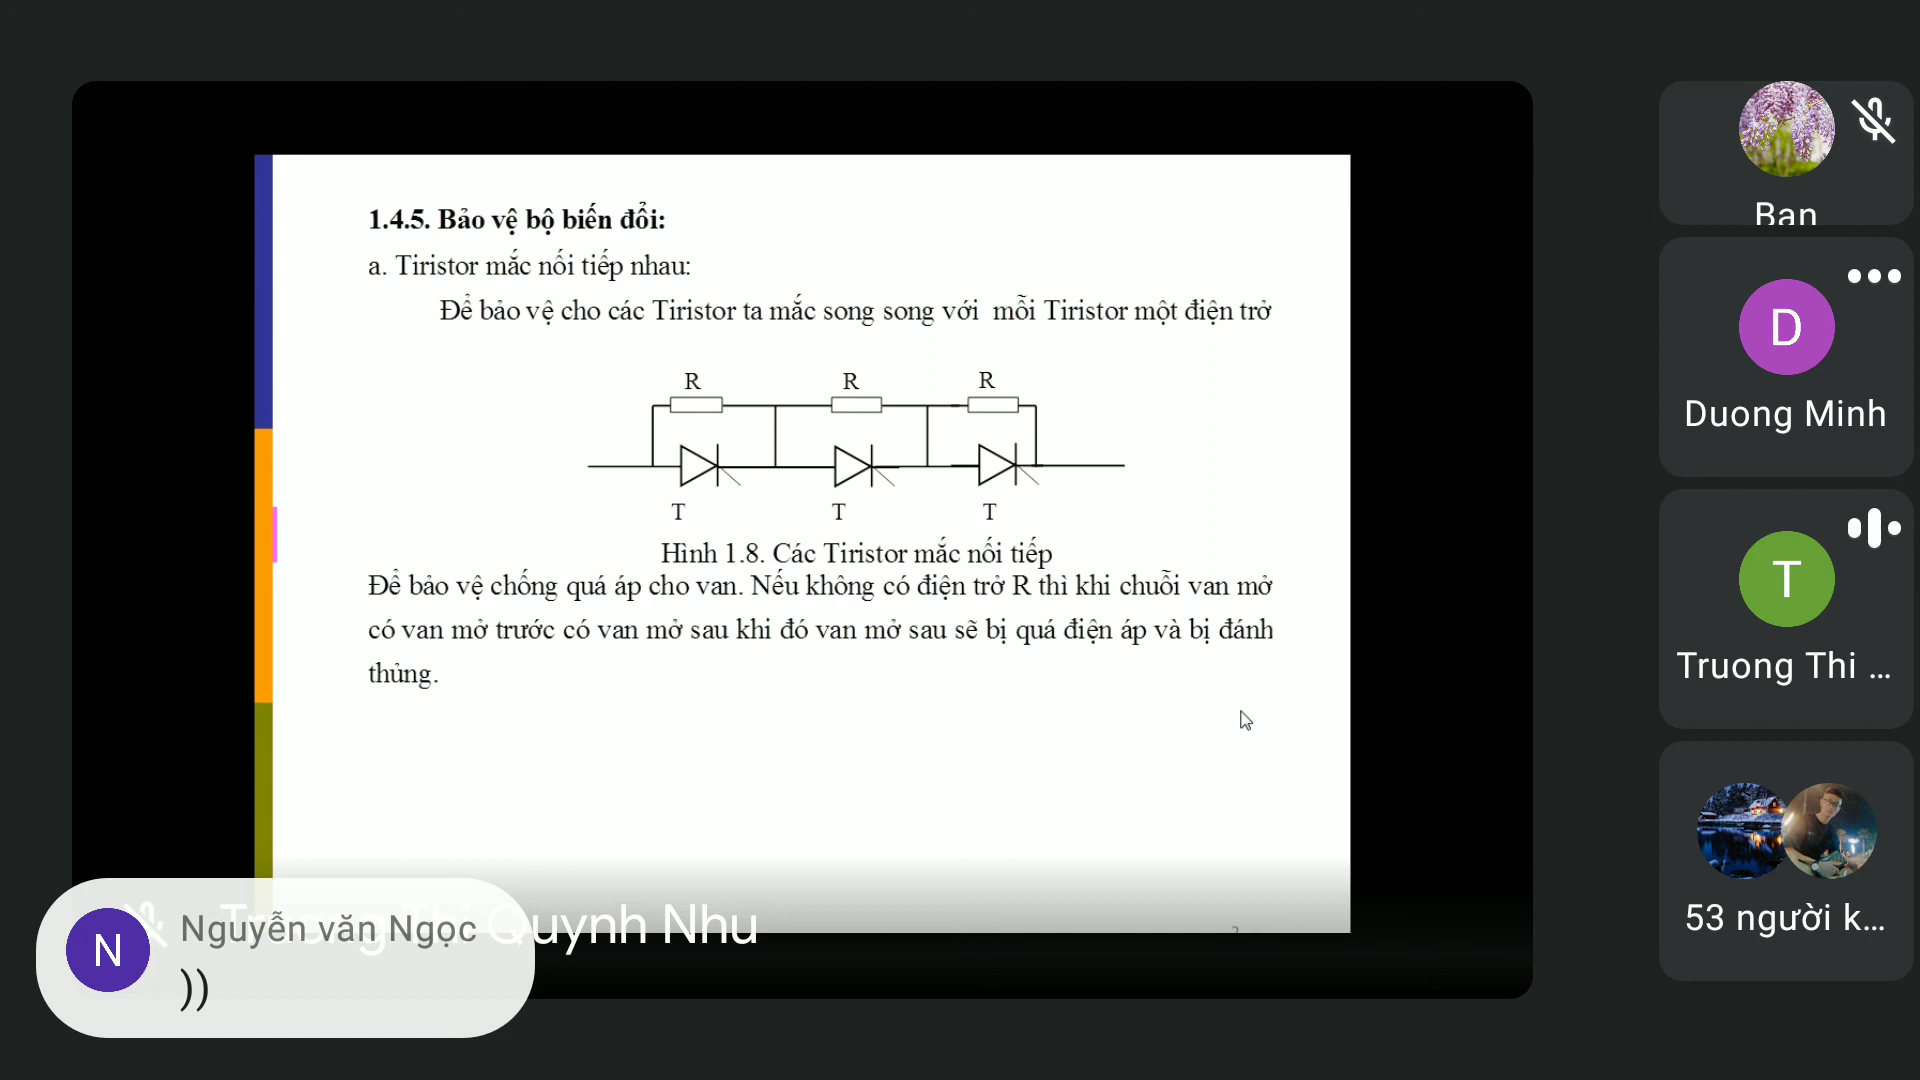 1.4.5. Bảo vệ bộ biến đổi:
a. Tiristor mắc nối tiếp nhau:
Để bảo vệ cho các Tiristor ta mắc song song với mỗi Tiristor một điện trở
R R R
T T T
Hình 1.8. Các Tiristor mắc nối tiếp
Để bảo vệ chống quá áp cho van. Nếu không có điện trở R thì khi chuỗi van mở
có van mở trước có van mở sau khi đó van mở sau sẽ bị quá điện áp và bị đánh
thủng.
2
Truong Thi Quynh Nhu
N
Nguyễn văn Ngọc
))
Bạn
D
Duong Minh
T
Truong Thi ...
53 người k...